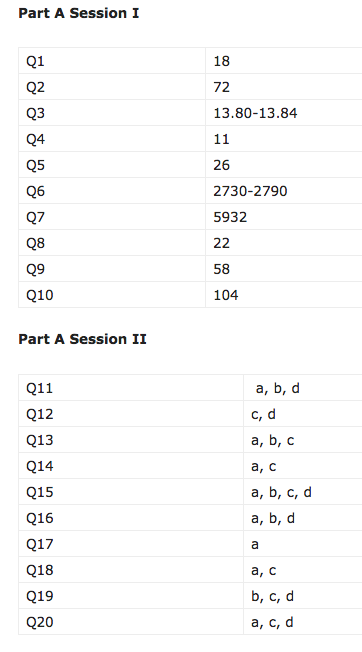 Part A Session I
Q1 18
Q2 72
Q3 13.80-13.84
Q4 11
Q5 26
Q6 2730-2790
Q7 5932
Q8 22
Q9 58
Q10 104
Part A Session II
Q11 a, b, d
Q12 c, d
Q13 a, b, c
Q14 a, c
Q15 a, b, c, d
Q16 a, b, d
Q17 a
Q18 a, c
Q19 b, c, d
Q20 a, c, d